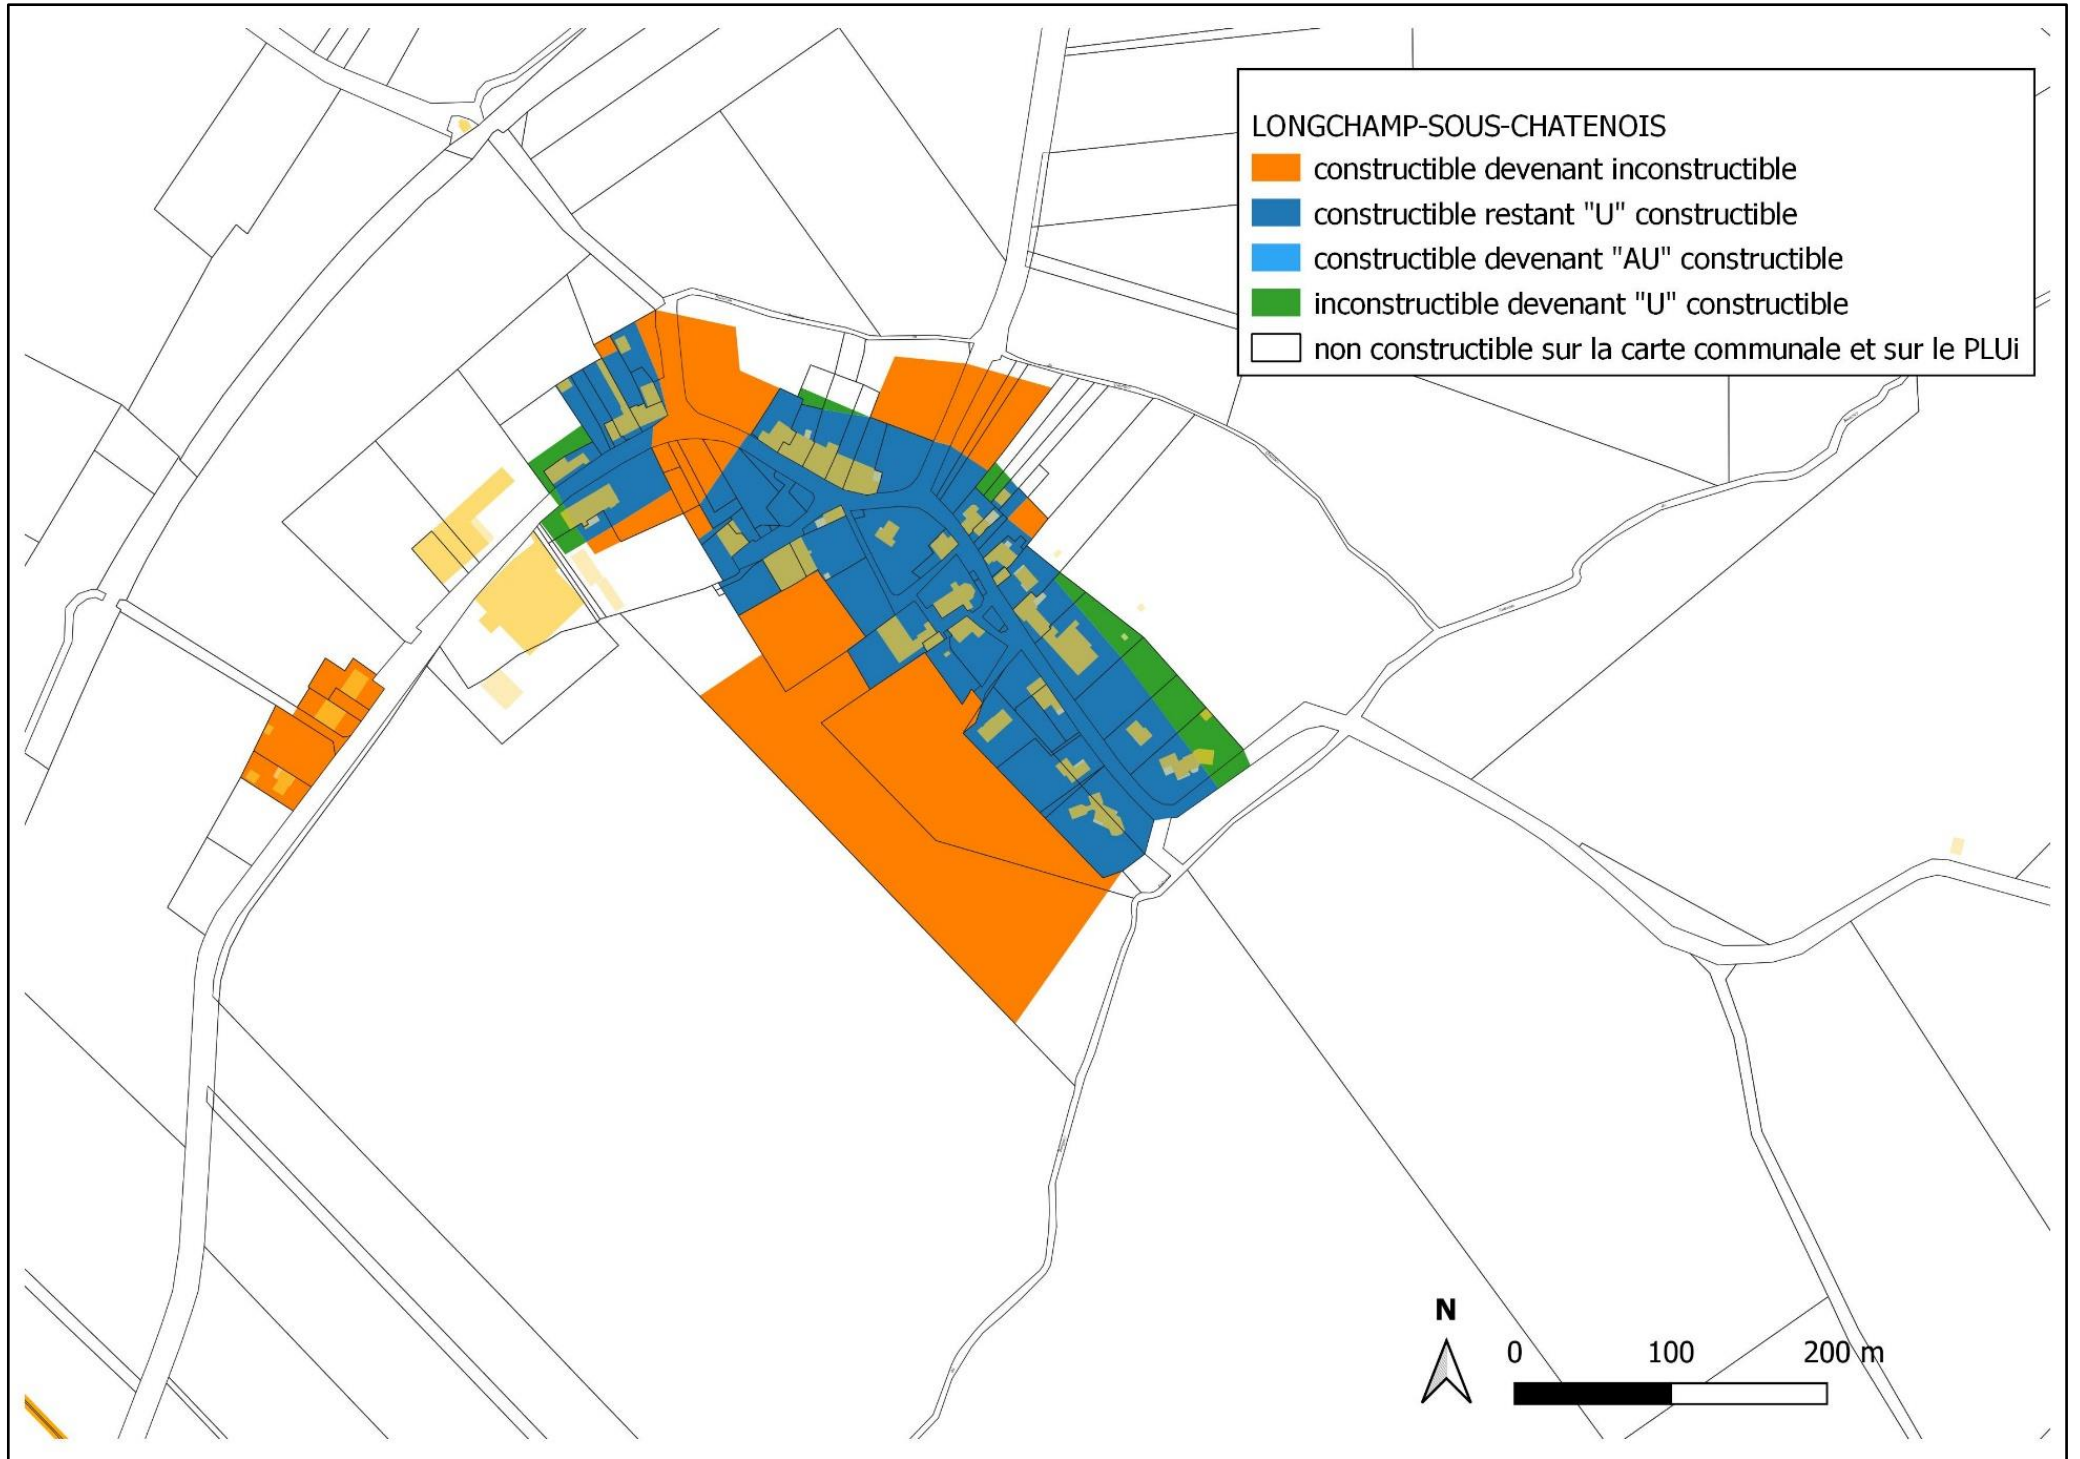 LONGCHAMP-SOUS-CHATENOIS
constructible devenant inconstructible
constructible restant "U" constructible
constructible devenant "AU" constructible
inconstructible devenant "U" constructible
non constructible sur la carte communale et sur le PLUi
N
0 100 200 m